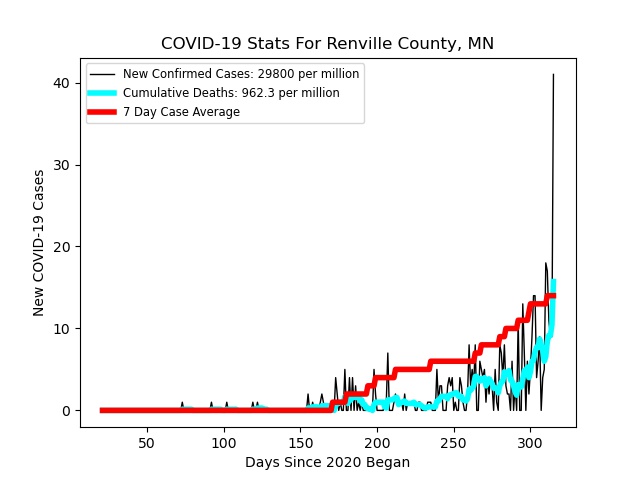 COVID-19 Stats For Renville County, MN
New Confirmed Cases: 29800 per million
Cumulative Deaths: 962.3 per million
7 Day Case Average
New COVID-19 Cases
40
30
20
10
0
50 100 150 200 250 300
Days Since 2020 Began